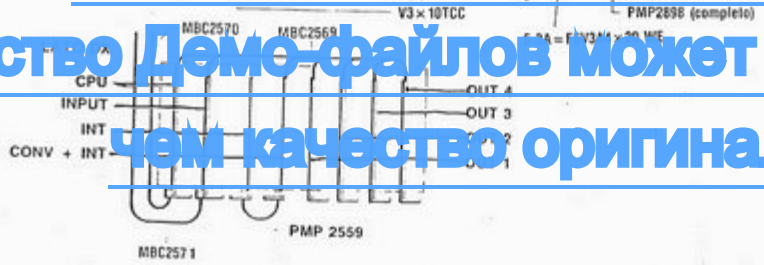 V3×10TCC
PMP2898 (completo)
MBC2570
MBC2569
ство Демо-файлов может
CPU
OUT 4
INPUT
OUT 3
INT
чем качество оригина
CONV + INT
PMP 2559
MBC2571